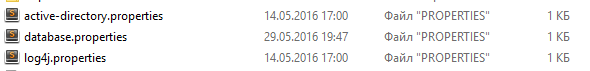 active-directory.properties 14.05.2016 17:00 Файл "PROPERTIES" 1 КБ
database.properties 29.05.2016 19:47 Файл "PROPERTIES" 1 КБ
log4j.properties 14.05.2016 17:00 Файл "PROPERTIES" 1 КБ